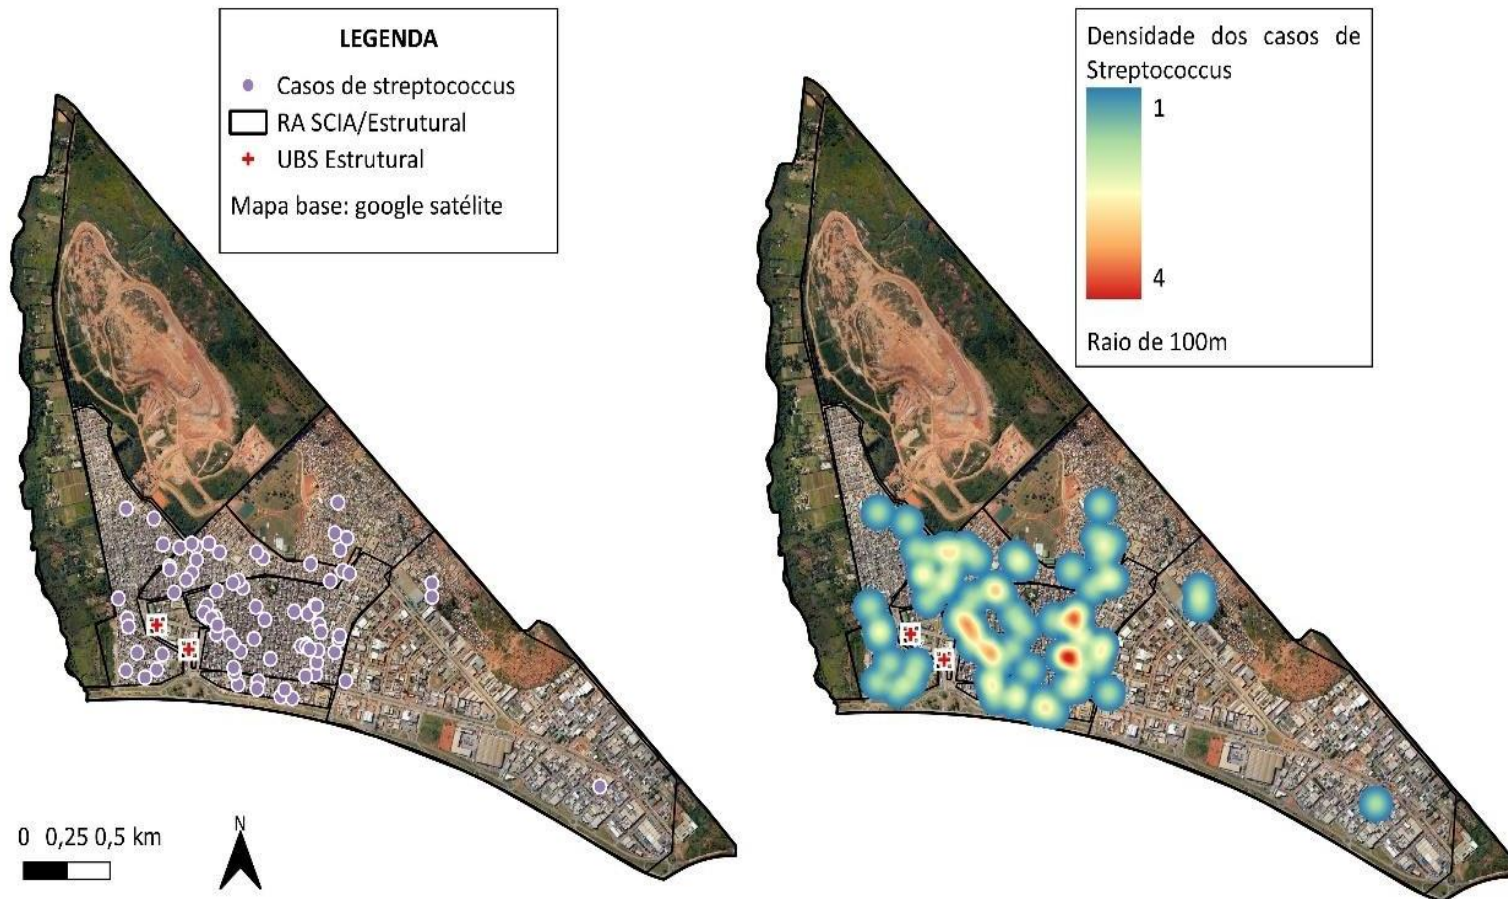 LEGENDA
Casos de streptococcus
RA SCIA/Estrutural
UBS Estrutural
Mapa base: google satélite
Densidade dos casos de
Streptococcus
1
4
Raio de 100m
0 0,25 0,5 km
N